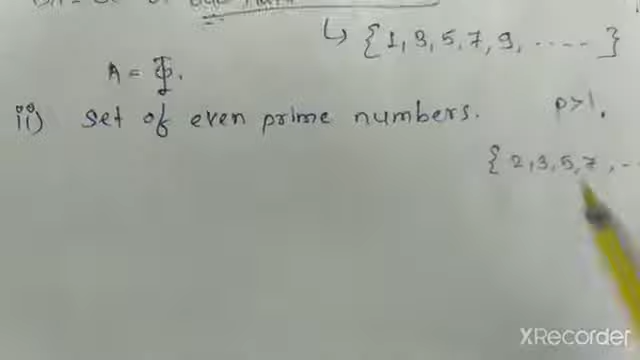 ↳ {1, 3, 5, 7, 9, .....}
A = Φ.
ii) Set of even prime numbers. p>1.
{2,3,5,7, ..
XRecorder